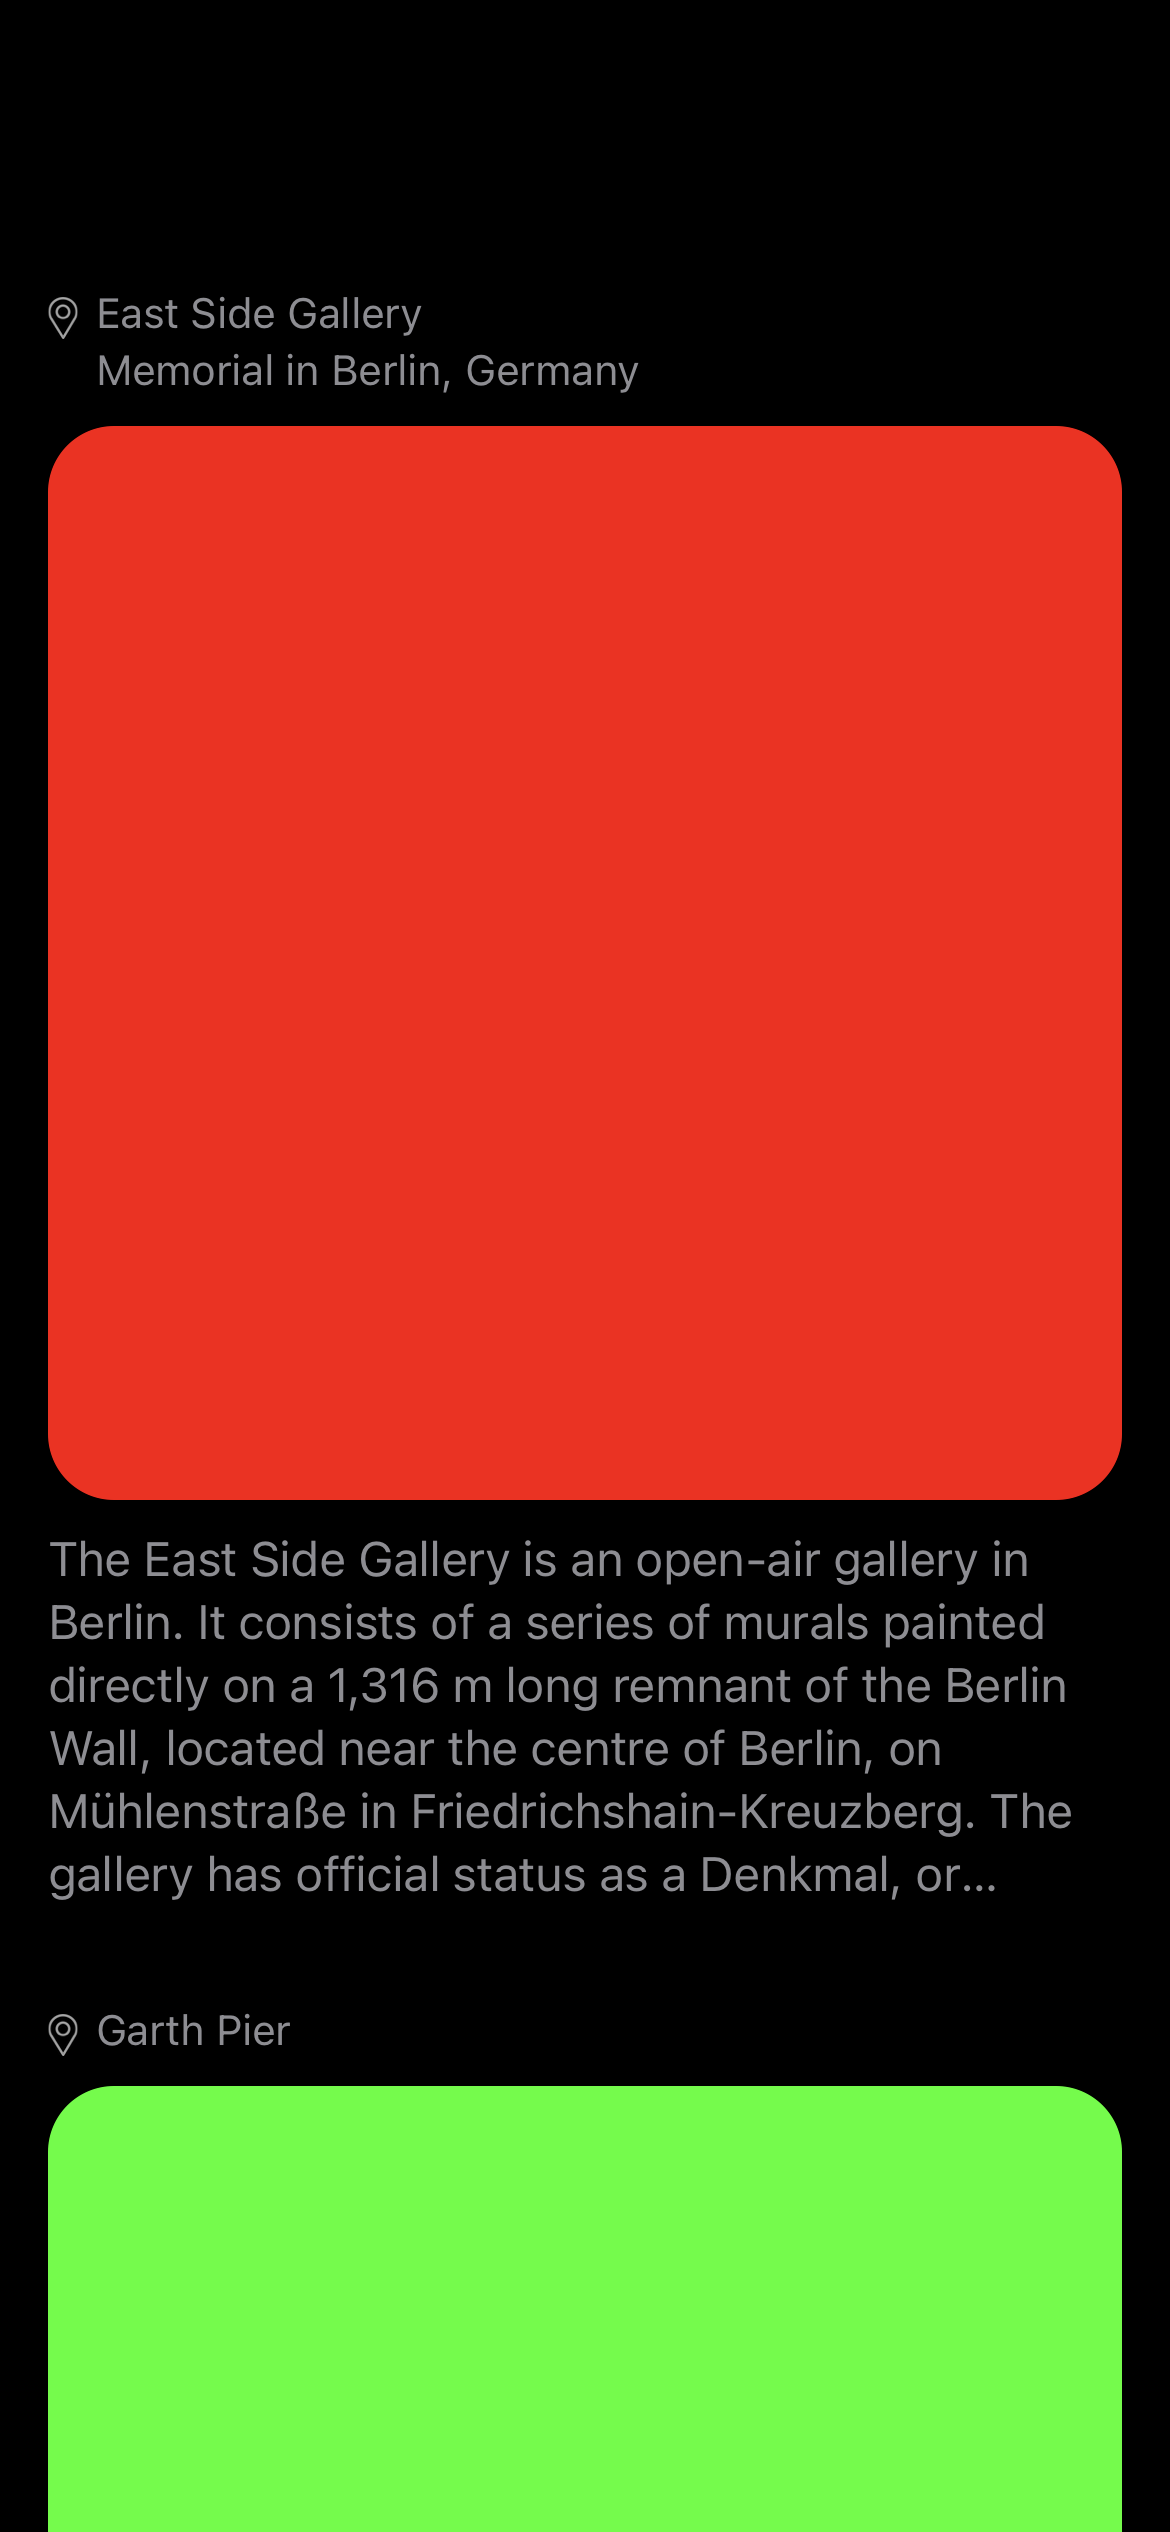 East Side Gallery
Memorial in Berlin, Germany
The East Side Gallery is an open-air gallery in
Berlin. It consists of a series of murals painted
directly on a 1,316 m long remnant of the Berlin
Wall, located near the centre of Berlin, on
Mühlenstraße in Friedrichshain-Kreuzberg. The
gallery has official status as a Denkmal, or...
Garth Pier